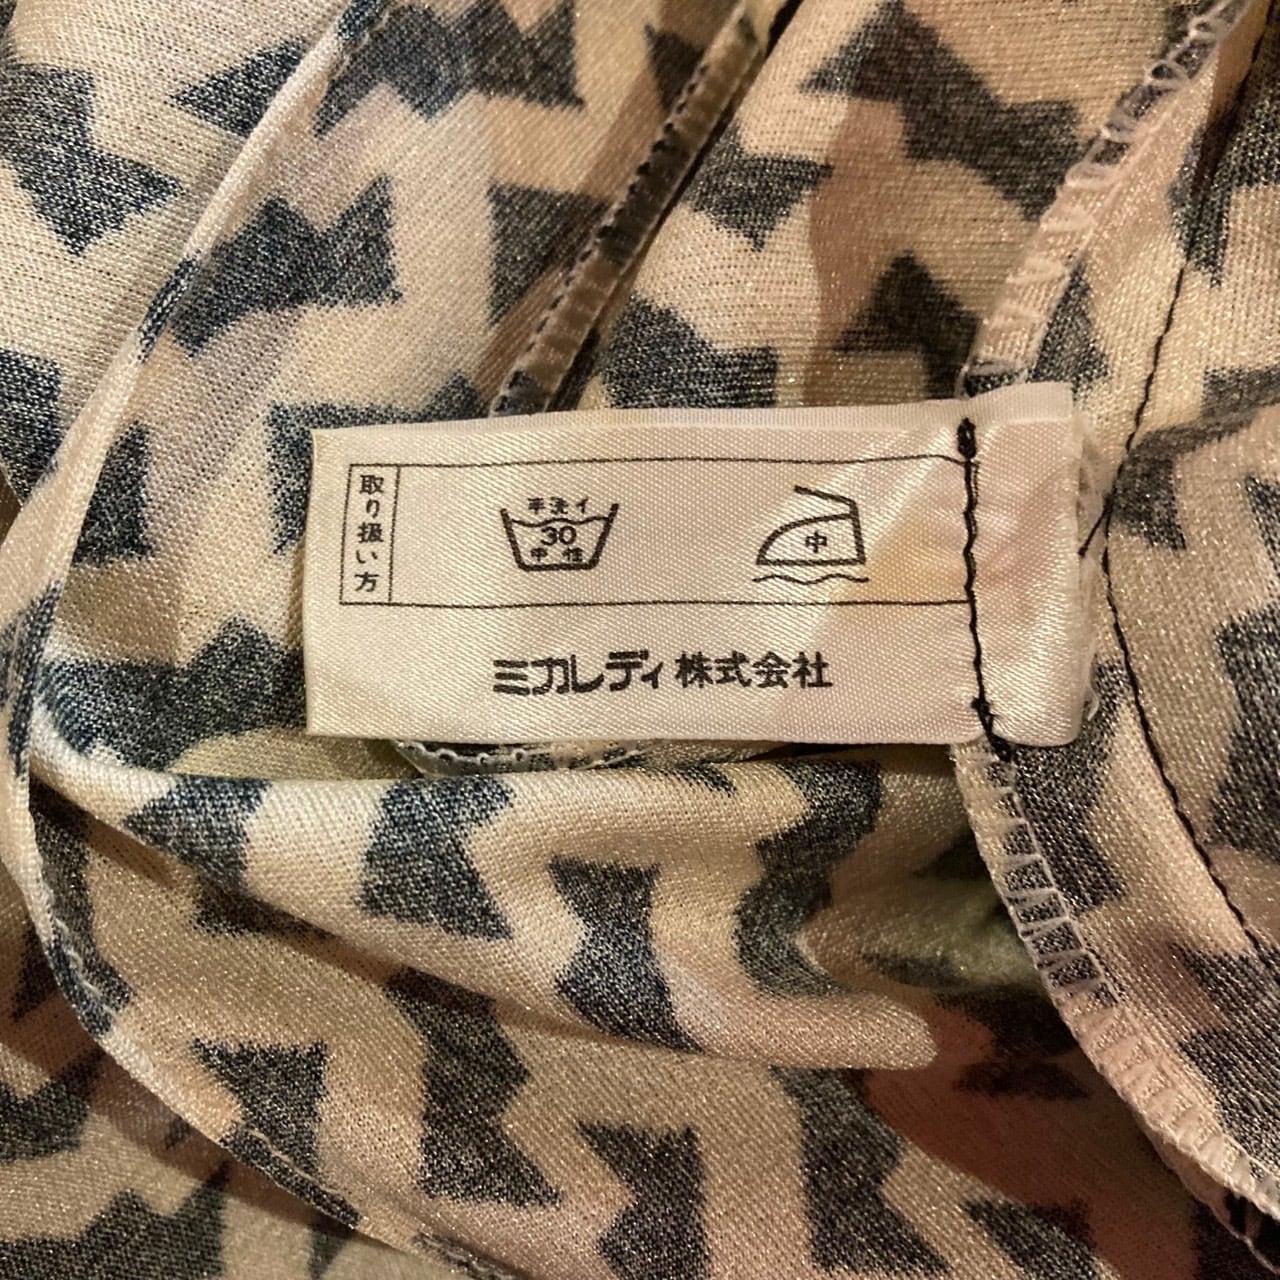 取り扱い方
手洗イ
30
中性
中
ミカレディ株式会社